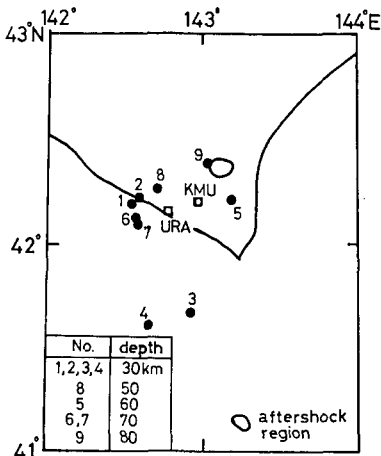 142° 143° 144°E
43°N
9
8
KMU
2
1
5
6
URA
7
42°
3
4
No. depth
1,2,3,4 30km
8 50
5 60
6,7 70
9 80
aftershock
region
41°